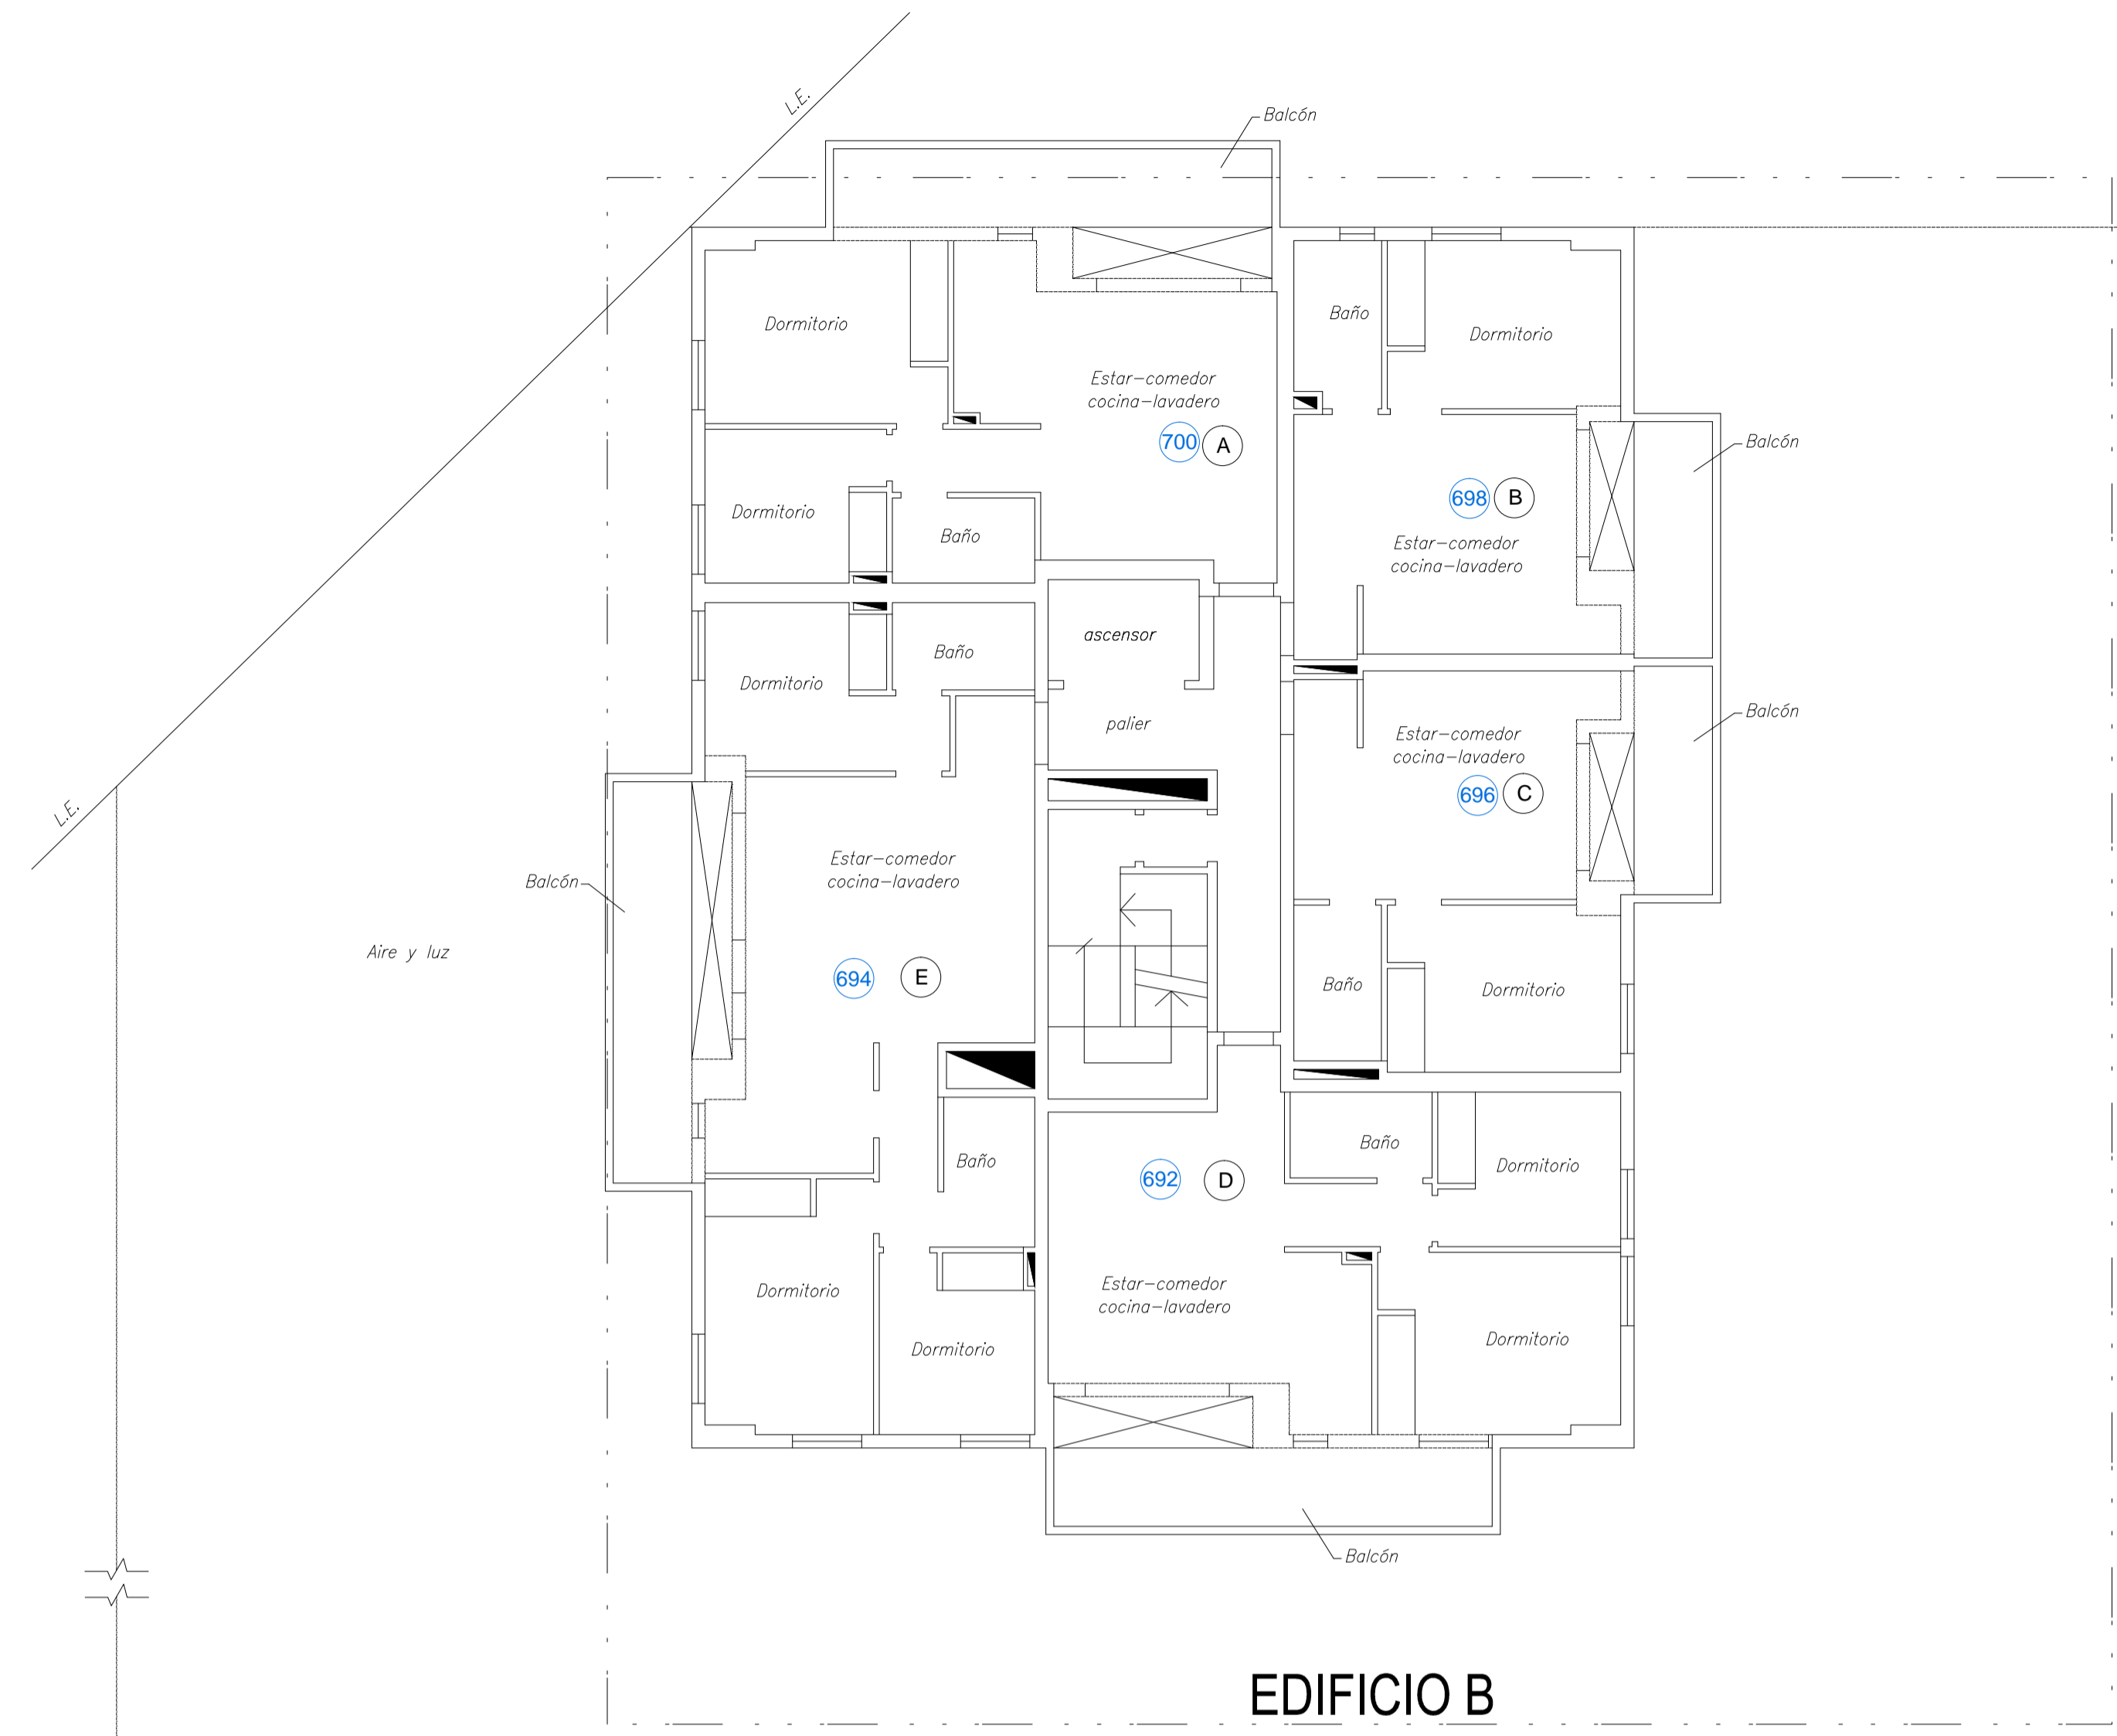 L.E.
Balcón
Dormitorio
Baño
Dormitorio
Estar-comedor
cocina-lavadero
700 A
Balcón
698 B
Dormitorio
Baño
Estar-comedor
cocina-lavadero
ascensor
Baño
Dormitorio
palier
Balcón
Estar-comedor
cocina-lavadero
696 C
L.E.
Estar-comedor
cocina-lavadero
Balcón
Aire y luz
694 E
Baño
Dormitorio
Baño
Baño
692 D
Dormitorio
Dormitorio
Estar-comedor
cocina-lavadero
Dormitorio
Dormitorio
Balcón
EDIFICIO B